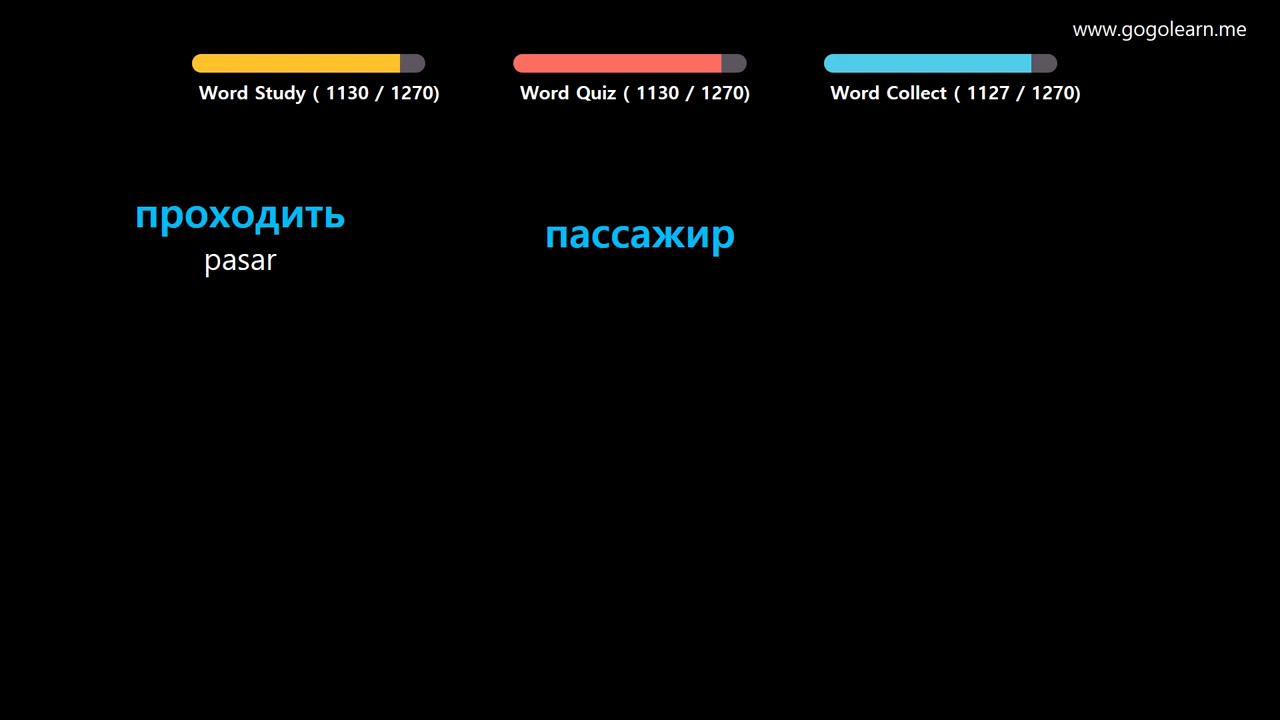 www.gogolearn.me
Word Study ( 1130 / 1270)
Word Quiz ( 1130 / 1270)
Word Collect ( 1127 / 1270)
проходить
pasar
пассажир